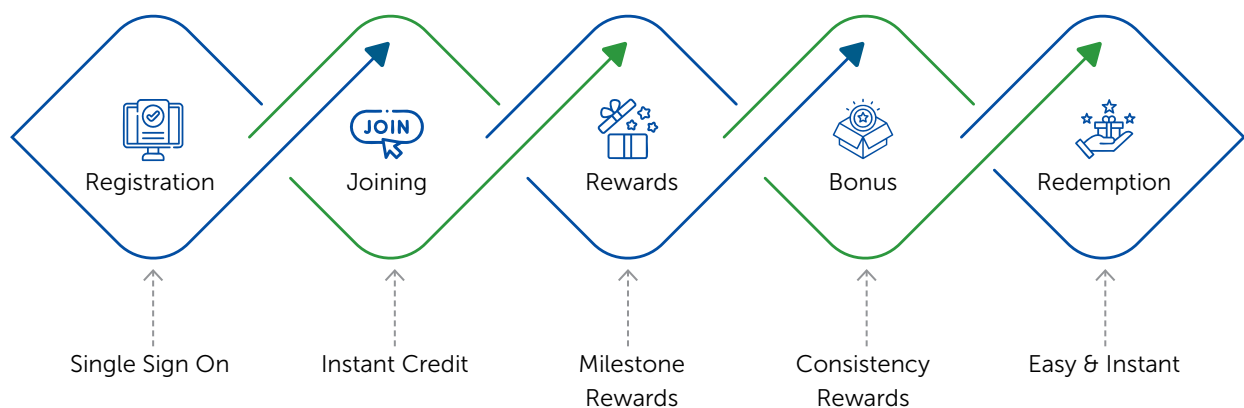 JOIN
Registration
Joining
Rewards
Bonus
Redemption
Single Sign On
Instant Credit
Milestone
Rewards
Consistency
Rewards
Easy & Instant